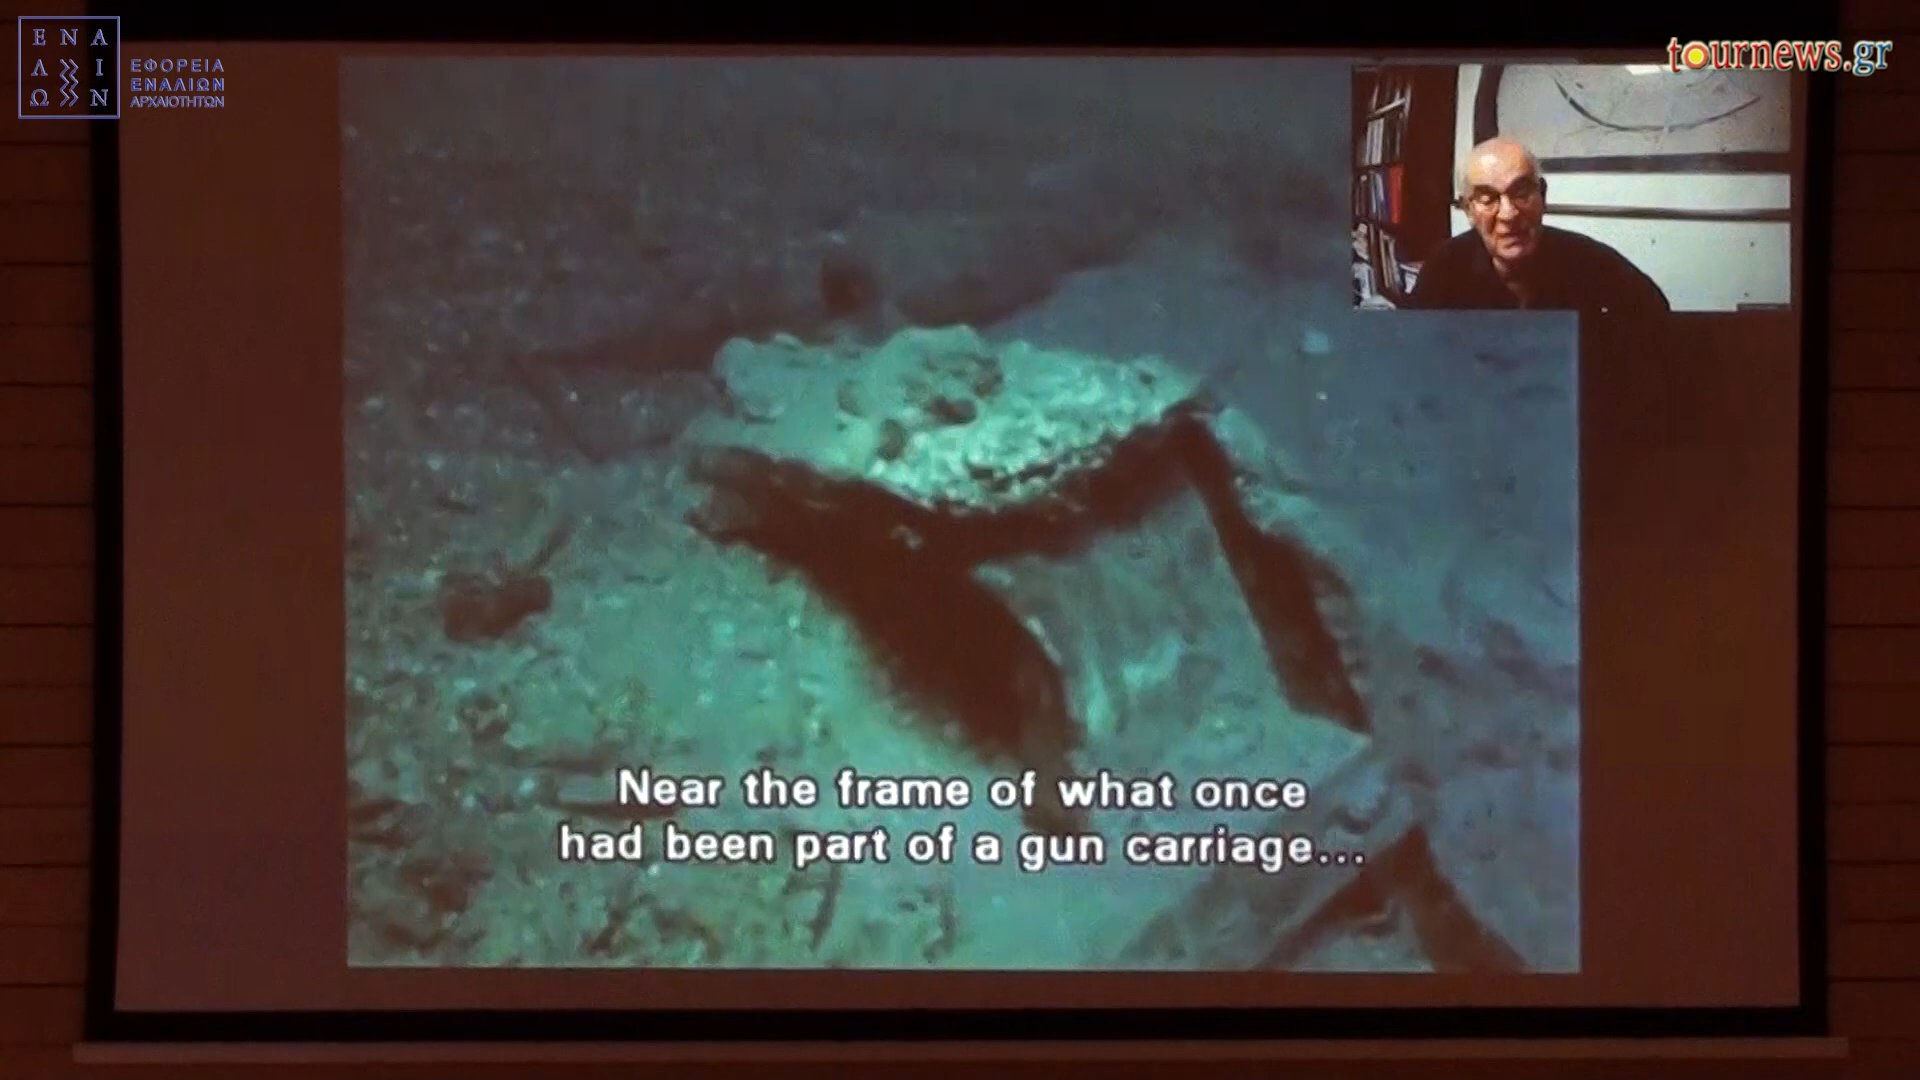 ΕΝΑ
ΛΙ
ΩΝ
ΕΦΟΡΕΙΑ
ΕΝΑΛΙΩΝ
ΑΡΧΑΙΟΤΗΤΩΝ
tournews.gr
Near the frame of what once
had been part of a gun carriage...